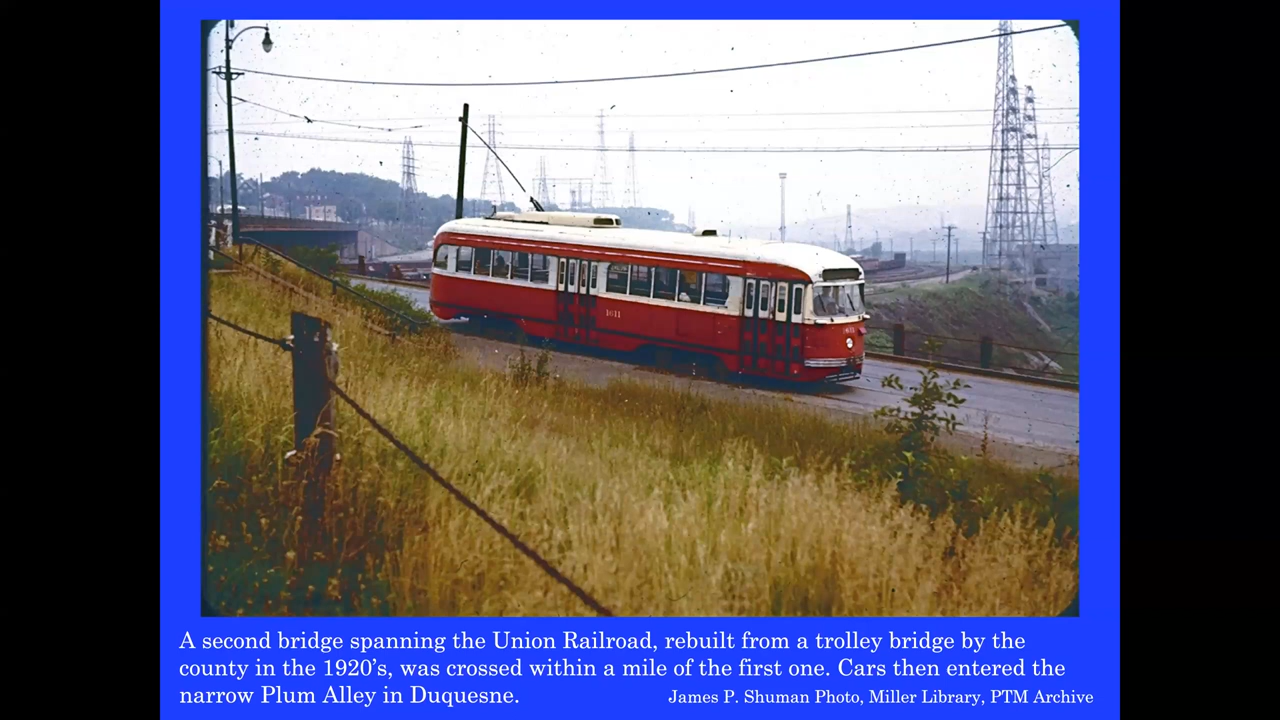 1611
1611
A second bridge spanning the Union Railroad, rebuilt from a trolley bridge by the
county in the 1920's, was crossed within a mile of the first one. Cars then entered the
narrow Plum Alley in Duquesne.
James P. Shuman Photo, Miller Library, PTM Archive